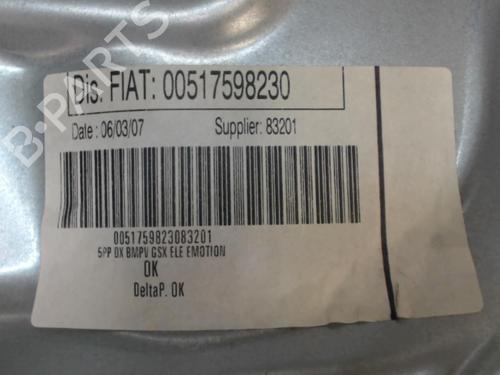 Dis. FIAT: 00517598230
Date : 06/03/07 Supplier: 83201
0051759823083201
5PP DX BMPV GSX ELE EMOTION
OK
DeltaP. OK
B-PARTS